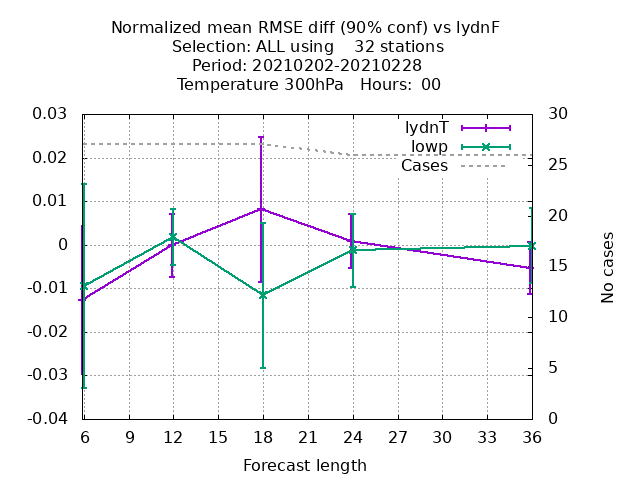 Normalized mean RMSE diff (90% conf) vs lydnF
Selection: ALL using    32 stations
Period: 20210202-20210228
Temperature 300hPa   Hours:  00
0.03
0.02
0.01
0
-0.01
-0.02
-0.03
-0.04
lydnT
lowp
Cases
30
25
20
15
10
5
0
No cases
6 9 12 15 18 21 24 27 30 33 36
Forecast length